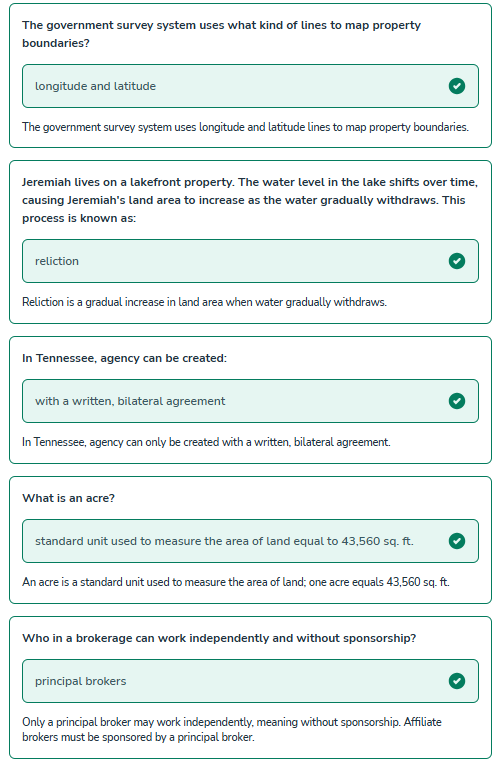 The government survey system uses what kind of lines to map property
boundaries?
longitude and latitude
The government survey system uses longitude and latitude lines to map property boundaries.
Jeremiah lives on a lakefront property. The water level in the lake shifts over time,
causing Jeremiah's land area to increase as the water gradually withdraws. This
process is known as:
reliction
Reliction is a gradual increase in land area when water gradually withdraws.
In Tennessee, agency can be created:
with a written, bilateral agreement
In Tennessee, agency can only be created with a written, bilateral agreement.
What is an acre?
standard unit used to measure the area of land equal to 43,560 sq. ft.
An acre is a standard unit used to measure the area of land; one acre equals 43,560 sq. ft.
Who in a brokerage can work independently and without sponsorship?
principal brokers
Only a principal broker may work independently, meaning without sponsorship. Affiliate
brokers must be sponsored by a principal broker.